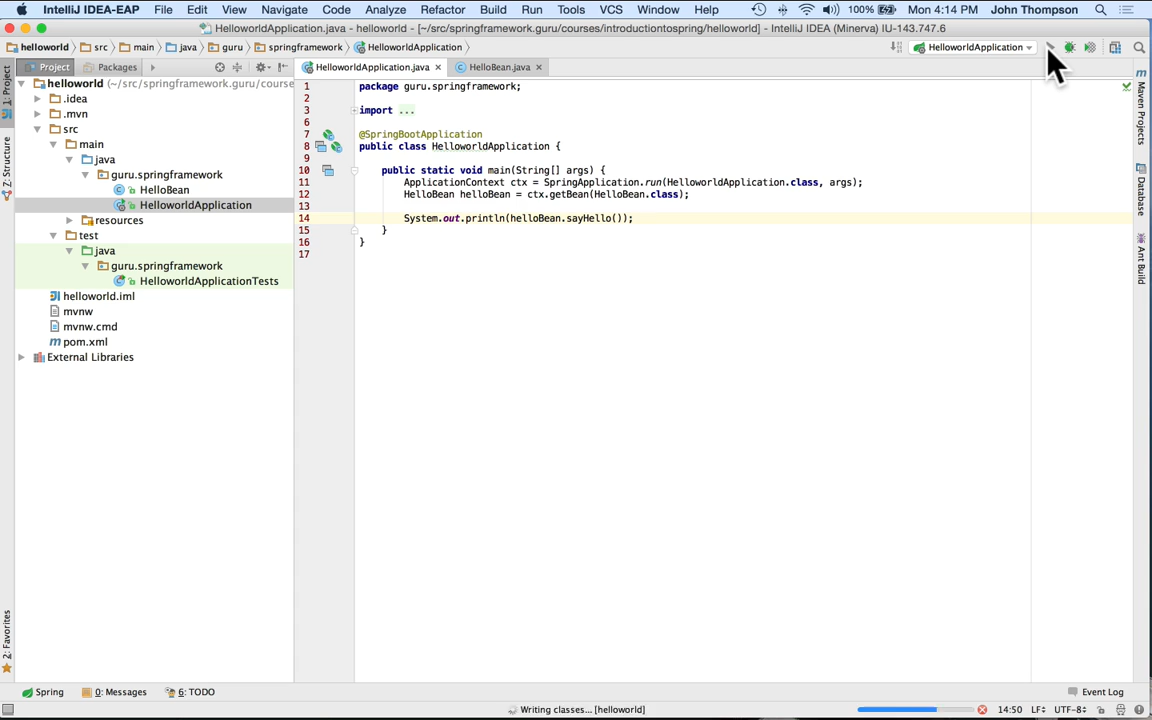 IntelliJ IDEA-EAP File Edit View Navigate Code Analyze Refactor Build Run Tools VCS Window Help 100% Mon 4:14 PM John Thompson
HelloworldApplication.java - helloworld - [~/src/springframework.guru/courses/introductiontospring/helloworld] - IntelliJ IDEA (Minerva) IU-143.747.6
helloworld src main java guru springframework HelloworldApplication HelloworldApplication
1: Project
Z: Structure
2: Favorites
Project Packages
helloworld (~/src/springframework.guru/course
.idea
.mvn
src
main
java
guru.springframework
HelloBean
HelloworldApplication
resources
test
java
guru.springframework
HelloworldApplicationTests
helloworld.iml
mvnw
mvnw.cmd
pom.xml
External Libraries
HelloworldApplication.java HelloBean.java
1 package guru.springframework;
2
3 import ...
6
7 @SpringBootApplication
8 public class HelloworldApplication {
9
10 public static void main(String[] args) {
11 ApplicationContext ctx = SpringApplication.run(HelloworldApplication.class, args);
12 HelloBean helloBean = ctx.getBean(HelloBean.class);
13
14 System.out.println(helloBean.sayHello());
15 }
16 }
17
Maven Projects
Database
Ant Build
Spring 0: Messages 6: TODO Event Log
Writing classes... [helloworld] 14:50 LF UTF-8